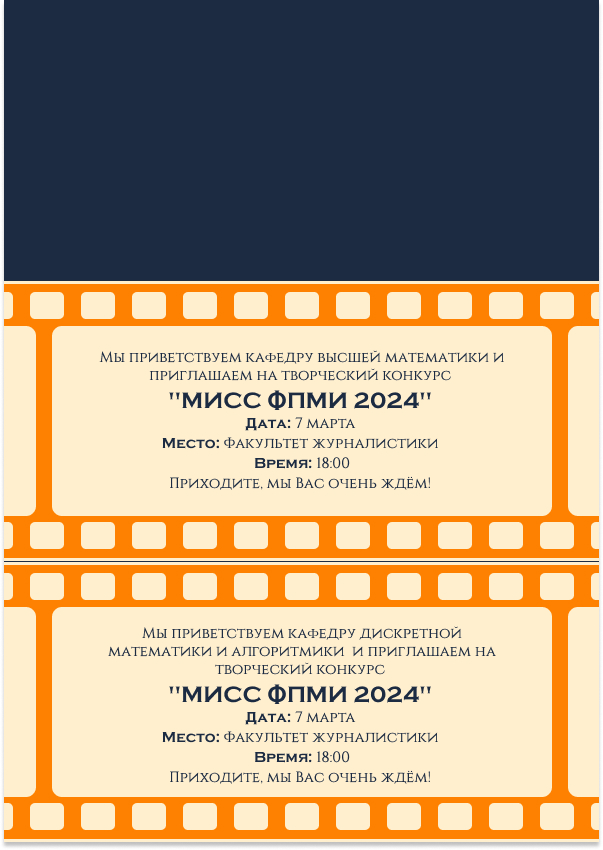 Мы приветствуем кафедру высшей математики и
приглашаем на творческий конкурс
"МИСС ФПМИ 2024"
Дата: 7 марта
Место: Факультет журналистики
Время: 18:00
Приходите, мы Вас очень ждём!
Мы приветствуем кафедру дискретной
математики и алгоритмики и приглашаем на
творческий конкурс
"МИСС ФПМИ 2024"
Дата: 7 марта
Место: Факультет журналистики
Время: 18:00
Приходите, мы Вас очень ждём!